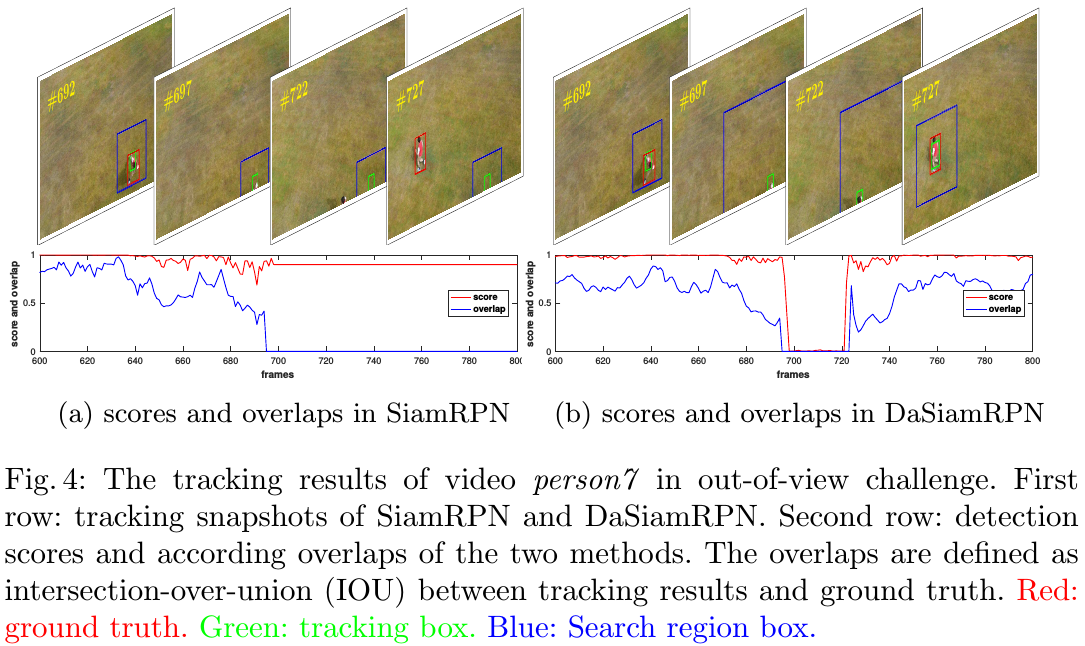 #692 #697 #722 #727 #692 #697 #722 #727
score and overlap
1
0.5
0
score
overlap
600 620 640 660 680 700 720 740 760 780 800
frames
score and overlap
1
0.5
0
score
overlap
600 620 640 660 680 700 720 740 760 780 800
frames
(a) scores and overlaps in SiamRPN (b) scores and overlaps in DaSiamRPN
Fig. 4: The tracking results of video person7 in out-of-view challenge. First
row: tracking snapshots of SiamRPN and DaSiamRPN. Second row: detection
scores and according overlaps of the two methods. The overlaps are defined as
intersection-over-union (IOU) between tracking results and ground truth. Red:
ground truth. Green: tracking box. Blue: Search region box.